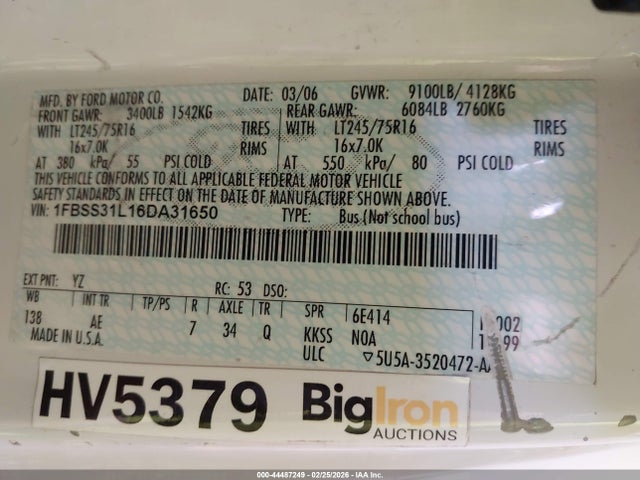 MFD. BY FORD MOTOR CO. DATE: 03/06 GVWR: 9100LB/ 4128KG
FRONT GAWR: 3400LB 1542KG REAR GAWR: 6084LB 2760KG
WITH LT245/75R16 TIRES WITH LT245/75R16 TIRES
16x7.0K RIMS 16x7.0K RIMS
AT 380 kPa/ 55 PSI COLD AT 550 kPa/ 80 PSI COLD
THIS VEHICLE CONFORMS TO ALL APPLICABLE FEDERAL MOTOR VEHICLE
SAFETY STANDARDS IN EFFECT ON THE DATE OF MANUFACTURE SHOWN ABOVE.
VIN: 1FBSS31L16DA31650 TYPE: Bus (Not school bus)
EXT PNT: YZ RC: 53 DSO:
WB INT TR TP/PS R AXLE TR SPR 6E414
138 AE 7 34 Q KKSS NOA
MADE IN U.S.A. ULC ▽5U5A-3520472-A
HV5379 BigIron
AUCTIONS
000-44487249 - 02/25/2026 - IAA Inc.